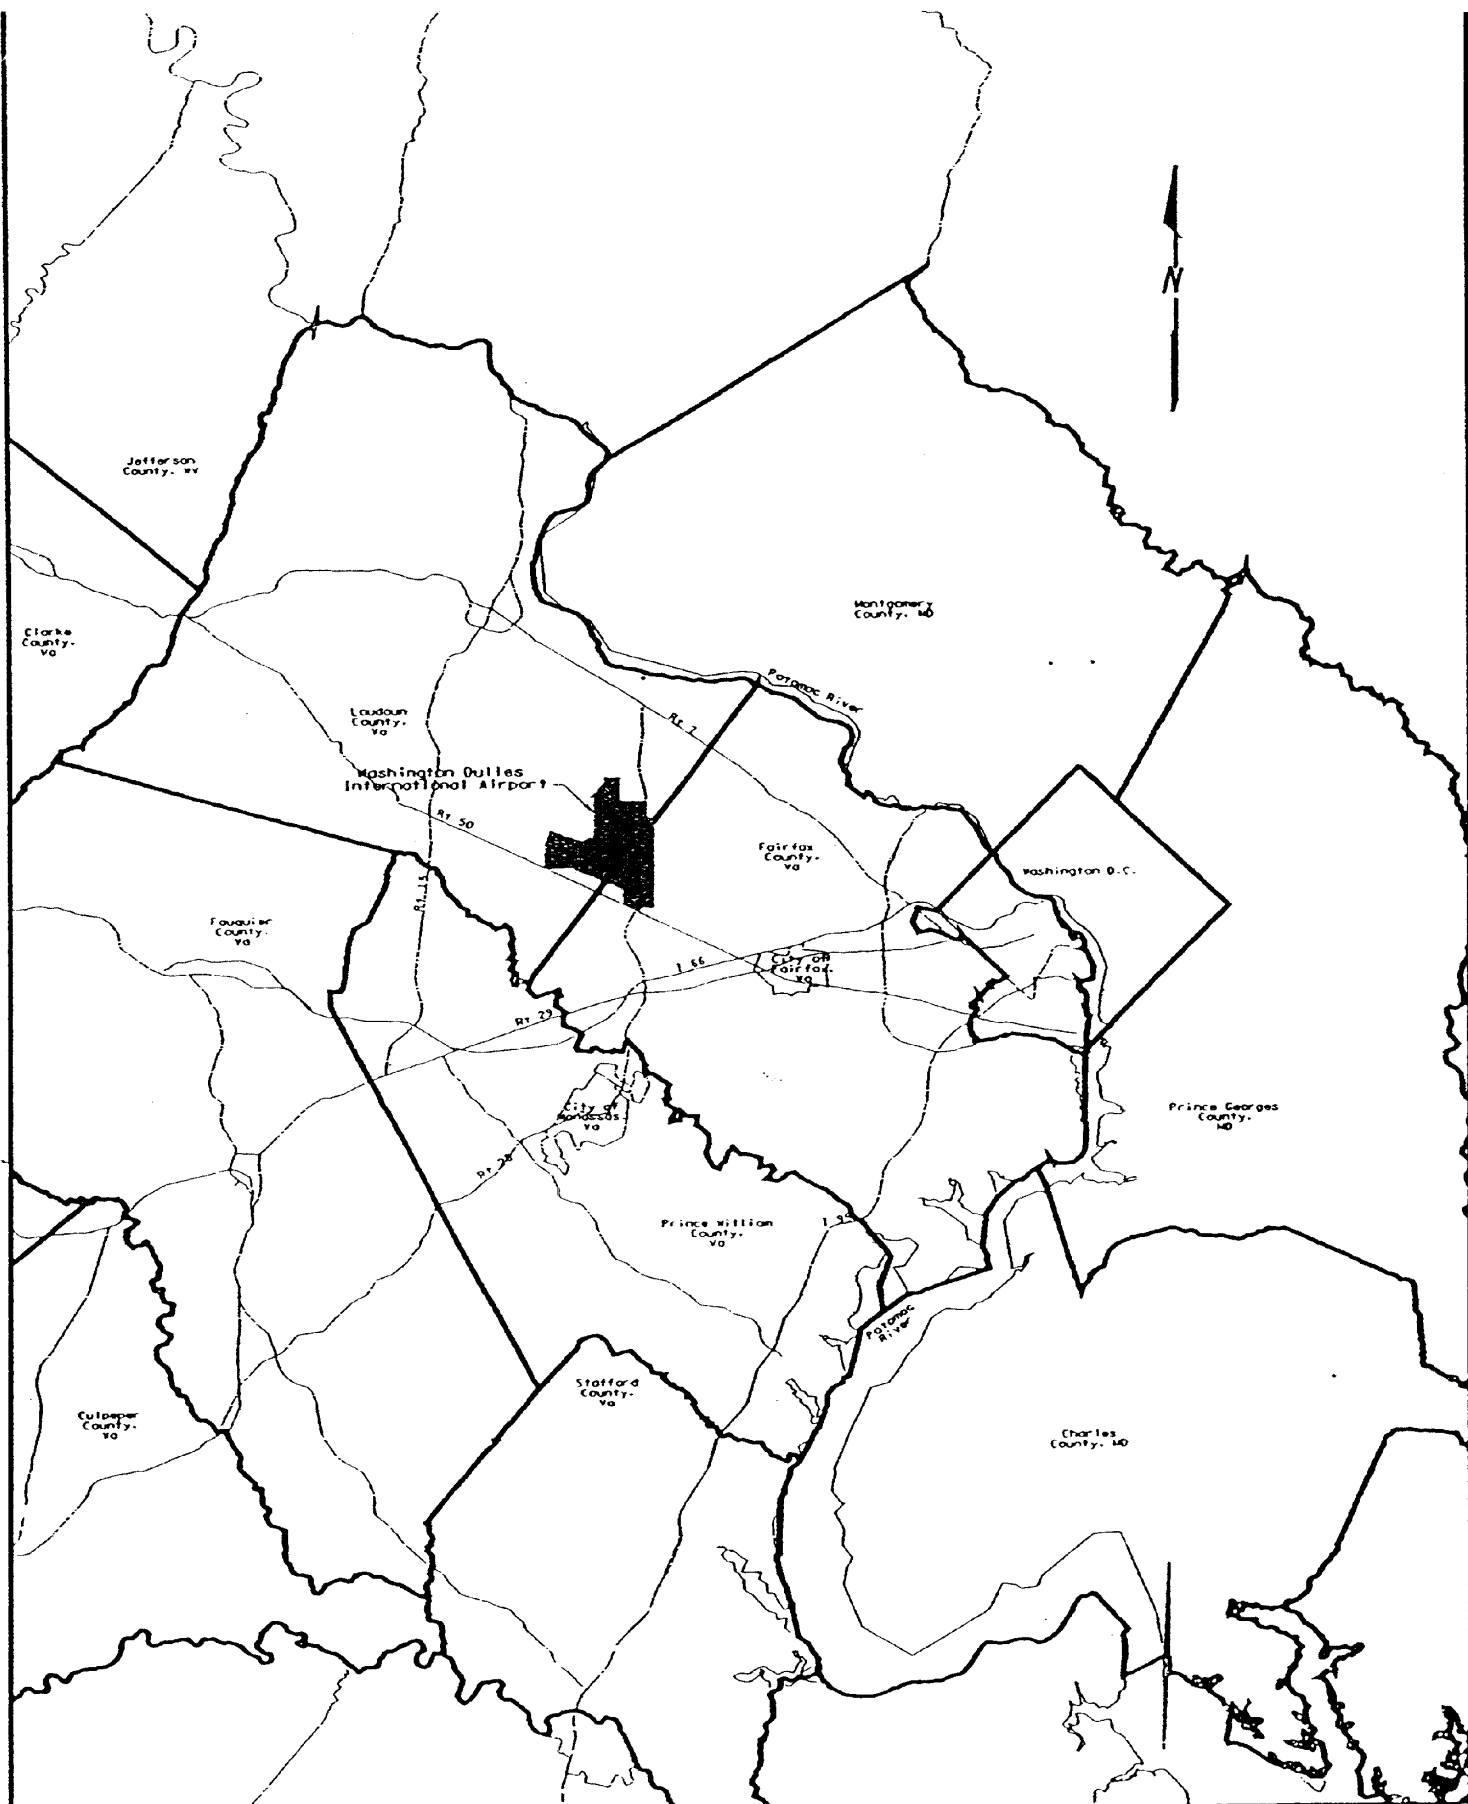 N
Jefferson
County. WV
Montgomery
County. MD
Clarke
County.
Va
Potomac River
Loudoun
County.
Va
Rt 7
Washington Dulles
International Airport
Rt 50
Fairfax
County.
Va
Washington D.C.
Rt 15
Fauquier
County.
Va
City of
Fairfax.
Va
I 66
Rt 29
City of
Manassas.
Va
Prince Georges
County.
MD
Rt 28
Prince William
County.
Va
I 95
Potomac
River
Stafford
County.
Va
Culpeper
County.
Va
Charles
County. MD